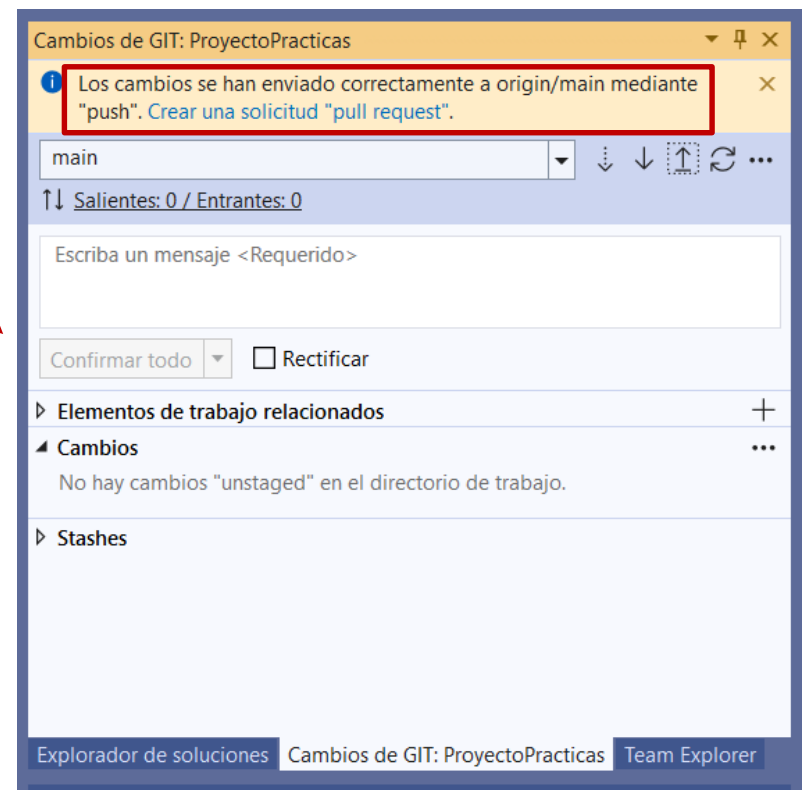 Cambios de GIT: ProyectoPracticas
Los cambios se han enviado correctamente a origin/main mediante
"push". Crear una solicitud "pull request".
main
Salientes: 0 / Entrantes: 0
Escriba un mensaje <Requerido>
Confirmar todo
Rectificar
Elementos de trabajo relacionados
Cambios
No hay cambios "unstaged" en el directorio de trabajo.
Stashes
Explorador de soluciones Cambios de GIT: ProyectoPracticas Team Explorer